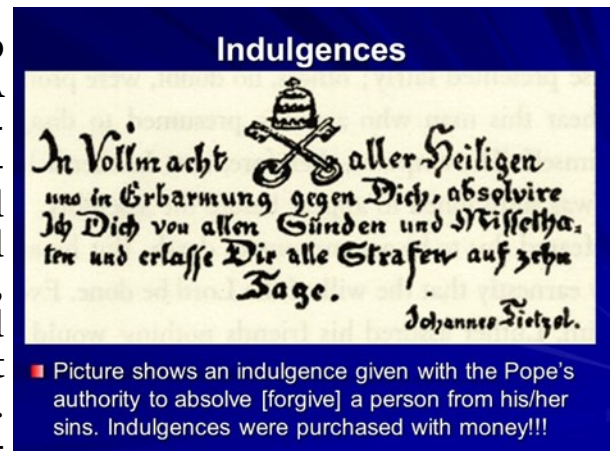 Indulgences
In Vollmacht aller Heiligen
und in Erbarmung gegen Dich, absolvire
Ich Dich von allen Sünden und Missetha-
ten und erlasse Dir alle Strafen auf zehn
Tage.
Johannes Tietzel.
Picture shows an indulgence given with the Pope's
authority to absolve [forgive] a person from his/her
sins. Indulgences were purchased with money!!!